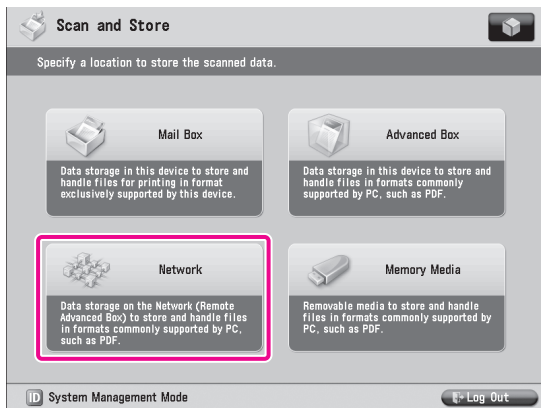 Scan and Store
Specify a location to store the scanned data.
Mail Box
Data storage in this device to store and
handle files for printing in format
exclusively supported by this device.
Advanced Box
Data storage in this device to store and
handle files in formats commonly
supported by PC, such as PDF.
Network
Data storage on the Network (Remote
Advanced Box) to store and handle files
in formats commonly supported by PC,
such as PDF.
Memory Media
Removable media to store and handle
files in formats commonly supported by
PC, such as PDF.
ID System Management Mode
Log Out